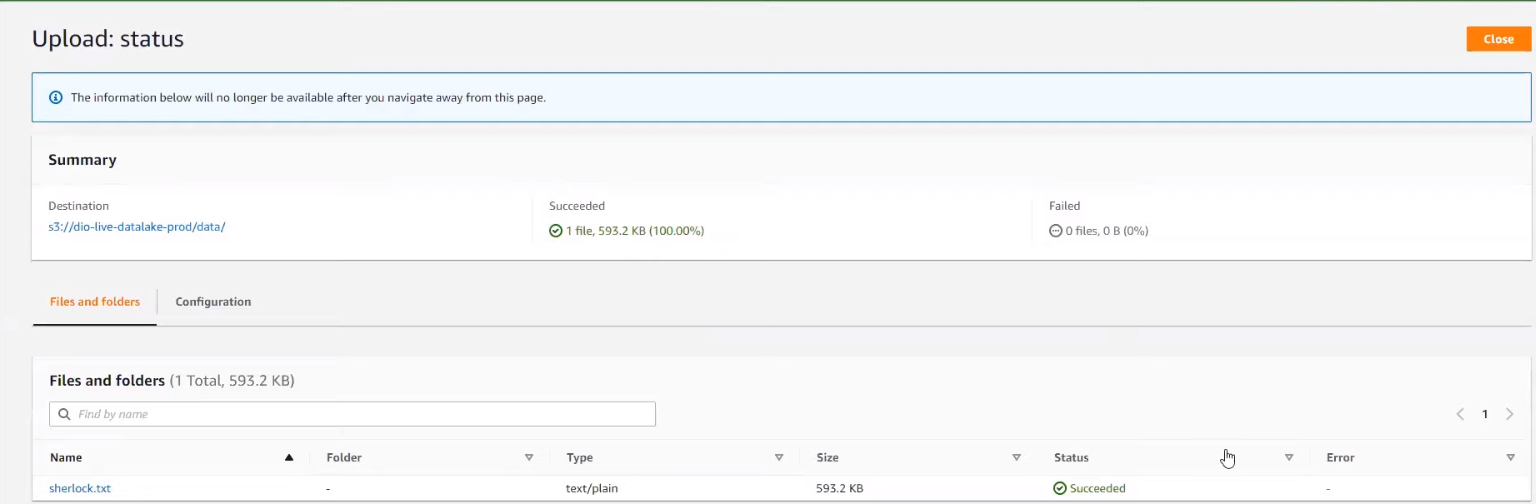 Upload: status
Close
The information below will no longer be available after you navigate away from this page.
Summary
Destination
Succeeded
Failed
s3://dio-live-datalake-prod/data/
1 file, 593.2 KB (100.00%)
0 files, 0 B (0%)
Files and folders
Configuration
Files and folders (1 Total, 593.2 KB)
Find by name
1
Name
Folder
Type
Size
Status
Error
sherlock.txt
-
text/plain
593.2 KB
Succeeded
-